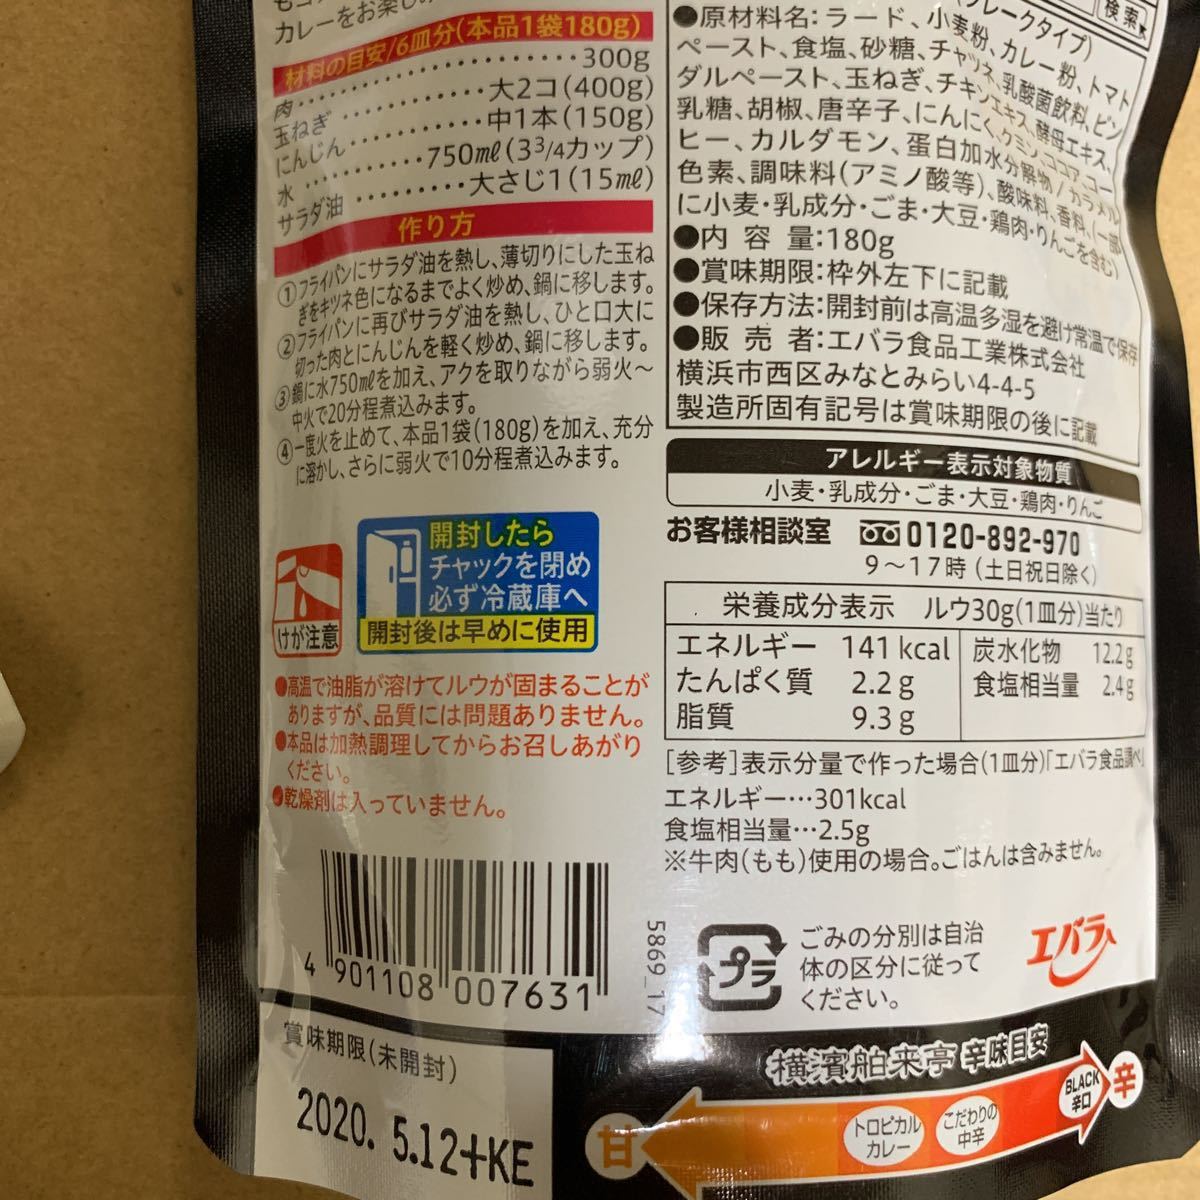 カレーをお楽し
材料の目安/6皿分(本品1袋180g)
肉・・・・・・・・・・・・・・・・・・・・300g
玉ねぎ・・・・・・・・・・大2コ(400g)
にんじん・・・・・・・・中1本(150g)
水・・・・・・・・750㎖(3 3/4カップ)
サラダ油・・・・・・・大さじ1(15㎖)
作り方
①フライパンにサラダ油を熱し、薄切りにした玉ね
ぎをキツネ色になるまでよく炒め、鍋に移します。
②フライパンに再びサラダ油を熱し、ひと口大に
切った肉とにんじんを軽く炒め、鍋に移します。
③鍋に水750㎖を加え、アクを取りながら弱火〜
中火で20分程煮込みます。
④一度火を止めて、本品1袋(180g)を加え、充分
に溶かし、さらに弱火で10分程煮込みます。
けが注意
開封したら
チャックを閉め
必ず冷蔵庫へ
開封後は早めに使用
●高温で油脂が溶けてルウが固まることが
ありますが、品質には問題ありません。
●本品は加熱調理してからお召しあがり
ください。
●乾燥剤は入っていません。
4 901108 007631
5869_17
賞味期限(未開封)
2020. 5.12+KE
検索
レークタイプ)
●原材料名:ラード、小麦粉、カレー粉、トマト
ペースト、食塩、砂糖、チャツネ、乳酸菌飲料、ピン
ダルペースト、玉ねぎ、チキンエキス、酵母エキス、
乳糖、胡椒、唐辛子、にんにく、クミン、ココア、コー
ヒー、カルダモン、蛋白加水分解物/カラメル
色素、調味料(アミノ酸等)、酸味料、香料、(一部
に小麦・乳成分・ごま・大豆・鶏肉・りんごを含む)
●内容量:180g
●賞味期限:枠外左下に記載
●保存方法:開封前は高温多湿を避け常温で保存
●販売者:エバラ食品工業株式会社
横浜市西区みなとみらい4-4-5
製造所固有記号は賞味期限の後に記載
アレルギー表示対象物質
小麦・乳成分・ごま・大豆・鶏肉・りんご
お客様相談室 0120-892-970
9〜17時(土日祝日除く)
栄養成分表示 ルウ30g(1皿分)当たり
エネルギー 141kcal 炭水化物 12.2g
たんぱく質 2.2g 食塩相当量 2.4g
脂質 9.3g
[参考]表示分量で作った場合(1皿分)「エバラ食品調べ」
エネルギー…301kcal
食塩相当量…2.5g
※牛肉(もも)使用の場合。ごはんは含みません。
プラ
ごみの分別は自治
体の区分に従って
ください。
エバラ
横濱舶来亭 辛味目安
甘 トロピカルカレー こだわりの中辛 BLACK辛口 辛